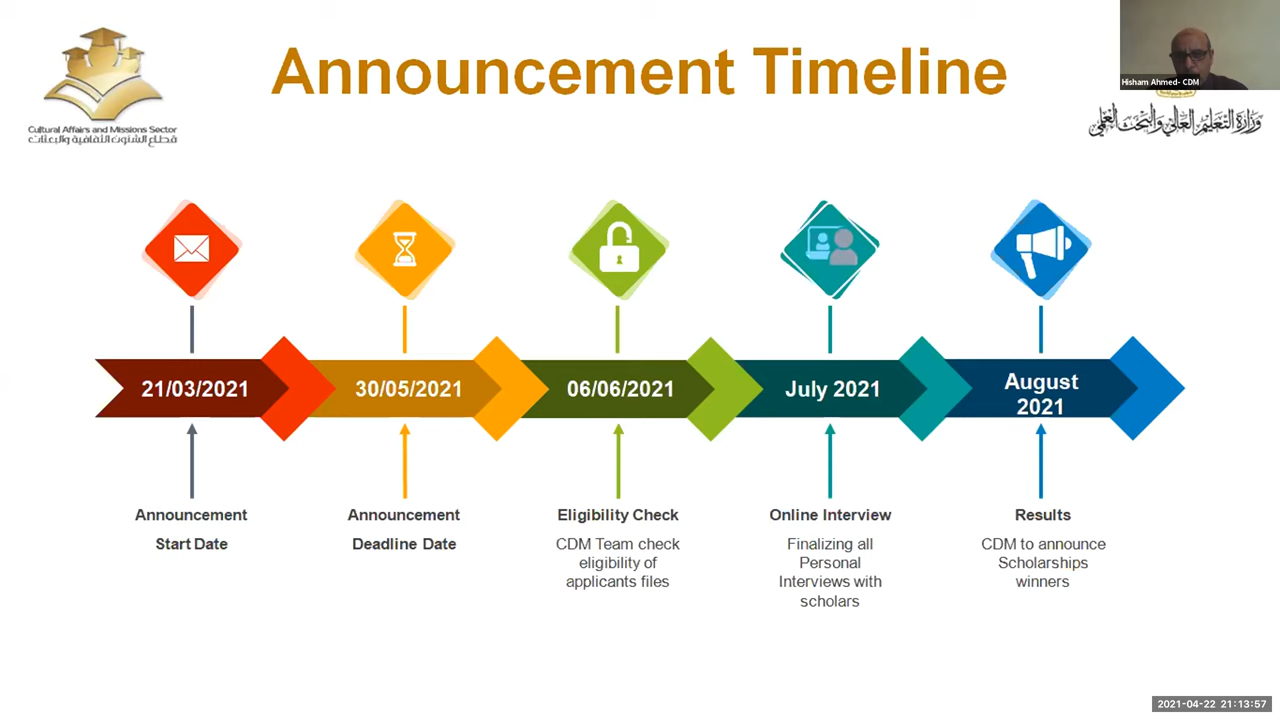 Announcement Timeline
Hisham Ahmed- CDM
Cultural Affairs and Missions Sector
قطاع الشئون الثقافية والبعثات
وزارة التعليم العالي والبحث العلمي
21/03/2021
30/05/2021
06/06/2021
July 2021
August
2021
Announcement
Start Date
Announcement
Deadline Date
Eligibility Check
CDM Team check
eligibility of
applicants files
Online Interview
Finalizing all
Personal
Interviews with
scholars
Results
CDM to announce
Scholarships
winners
2021-04-22 21:13:57